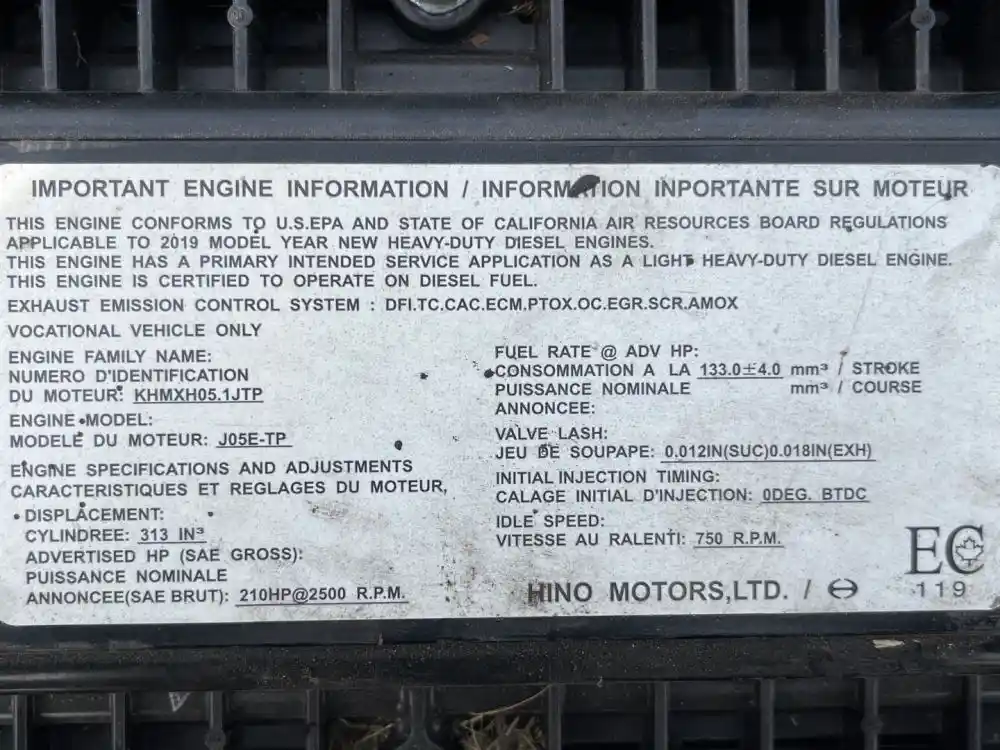 IMPORTANT ENGINE INFORMATION / INFORMATION INPORTANTE SUR MOTEUR
THIS ENGINE CONFORMS TO U.S.EPA AND STATE OF CALIFORNIA AIR RESOURCES BOARD REGULATIONS
APPLICABLE TO 2019 MODEL YEAR NEW HEAVY-DUTY DIESEL ENGINES.
THIS ENGINE HAS A PRIMARY INTENDED SERVICE APPLICATION AS A LIGHT HEAVY-DUTY DIESEL ENGINE.
THIS ENGINE IS CERTIFIED TO OPERATE ON DIESEL FUEL.
EXHAUST EMISSION CONTROL SYSTEM : DFI.TC.CAC.ECM.PTOX.OC.EGR.SCR.AMOX
VOCATIONAL VEHICLE ONLY
ENGINE FAMILY NAME:
NUMERO D'IDENTIFICATION
DU MOTEUR: KHMXH05.1JTP
ENGINE MODEL:
MODELE DU MOTEUR: J05E-TP
ENGINE SPECIFICATIONS AND ADJUSTMENTS
CARACTERISTIQUES ET REGLAGES DU MOTEUR,
DISPLACEMENT:
CYLINDREE: 313 IN³
ADVERTISED HP (SAE GROSS):
PUISSANCE NOMINALE
ANNONCEE(SAE BRUT): 210HP@2500 R.P.M.
FUEL RATE @ ADV HP:
CONSOMMATION A LA 133.0±4.0 mm³ / STROKE
PUISSANCE NOMINALE mm³ / COURSE
ANNONCEE:
VALVE LASH:
JEU DE SOUPAPE: 0.012IN(SUC)0.018IN(EXH)
INITIAL INJECTION TIMING:
CALAGE INITIAL D'INJECTION: 0DEG. BTDC
IDLE SPEED:
VITESSE AU RALENTI: 750 R.P.M.
HINO MOTORS,LTD. /
EC
119